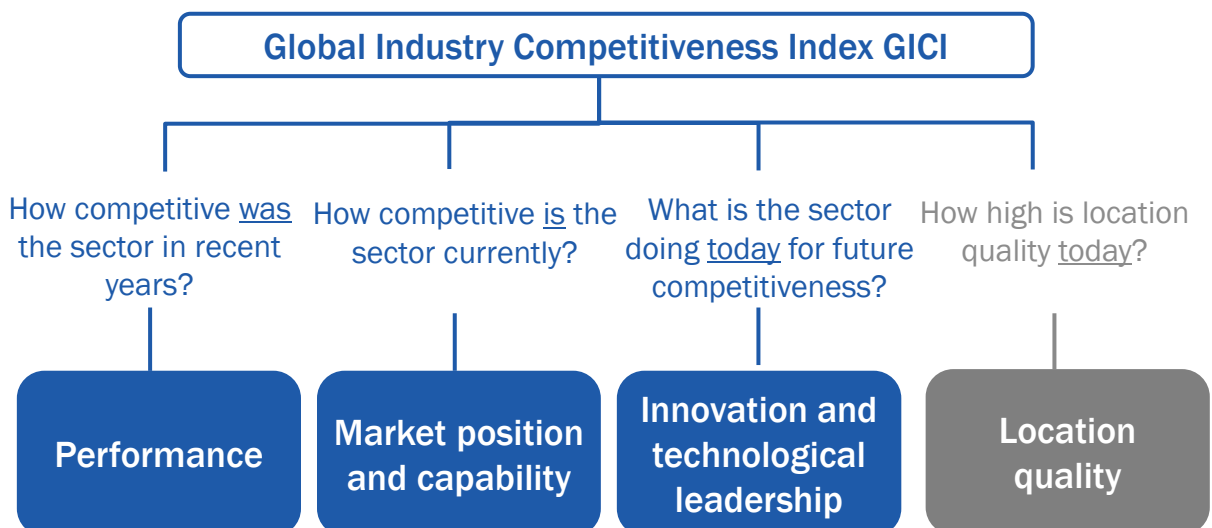 Global Industry Competitiveness Index GICI
How competitive was
the sector in recent
years?
How competitive is the
sector currently?
What is the sector
doing today for future
competitiveness?
How high is location
quality today?
Performance
Market position
and capability
Innovation and
technological
leadership
Location
quality